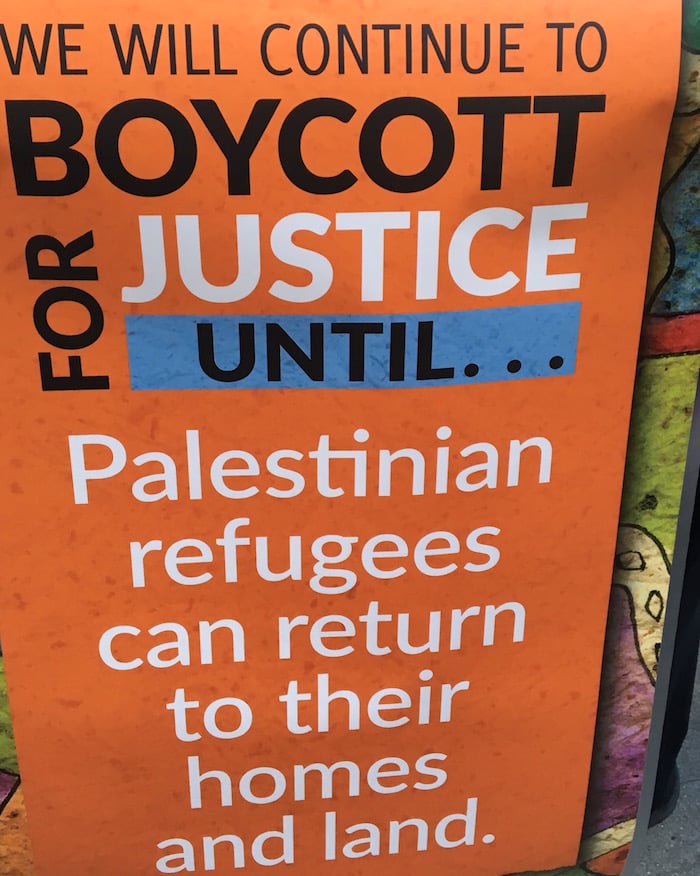 WE WILL CONTINUE TO
BOYCOTT
FOR JUSTICE
UNTIL...
Palestinian
refugees
can return
to their
homes
and land.